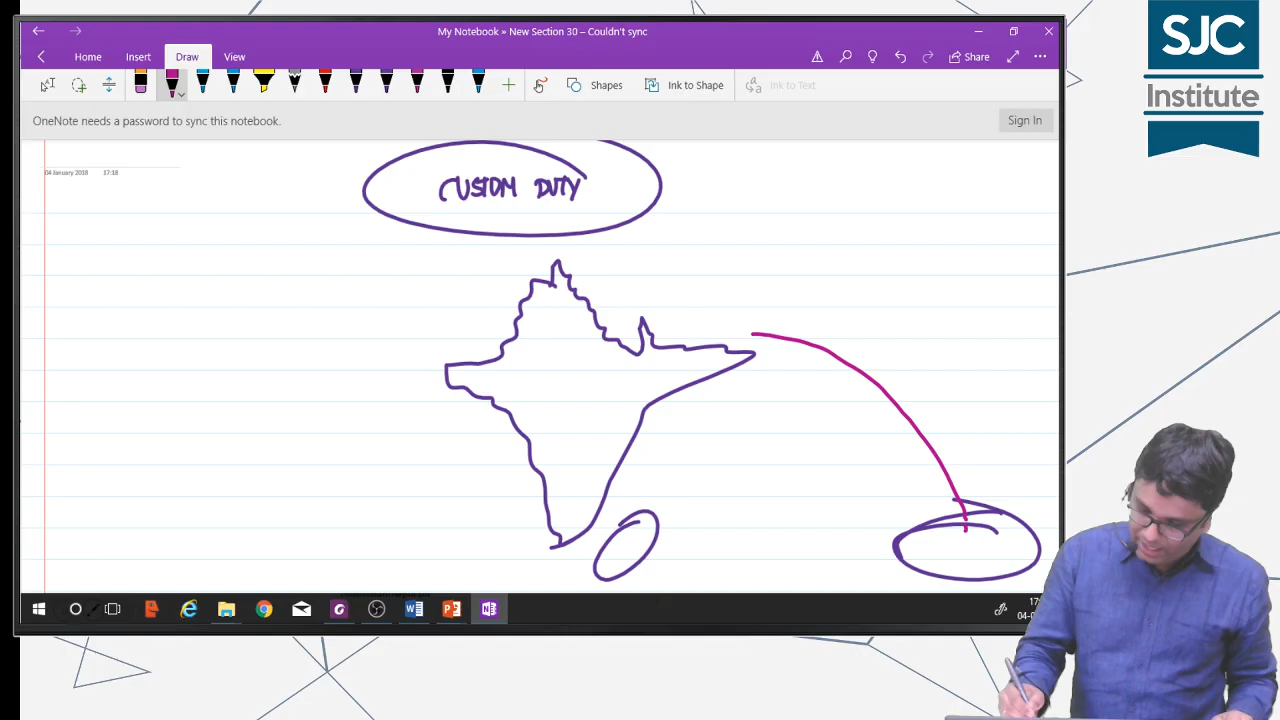 My Notebook » New Section 30 – Couldn't sync
Home Insert Draw View Share
Shapes Ink to Shape Ink to Text
OneNote needs a password to sync this notebook. Sign In
04 January 2018 17:18
CUSTOM DUTY
SJC
Institute